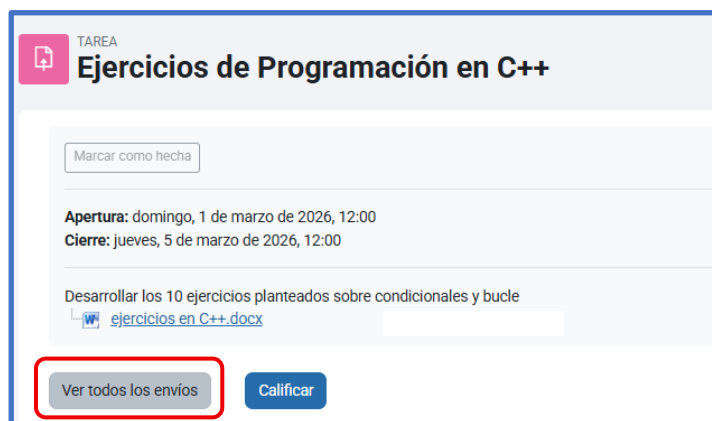 TAREA
Ejercicios de Programación en C++
Marcar como hecha
Apertura: domingo, 1 de marzo de 2026, 12:00
Cierre: jueves, 5 de marzo de 2026, 12:00
Desarrollar los 10 ejercicios planteados sobre condicionales y bucle
ejercicios en C++.docx
Ver todos los envíos
Calificar